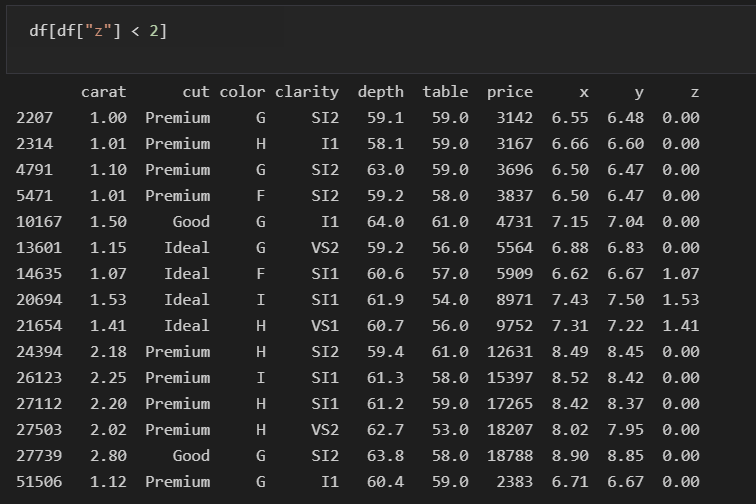 df[df["z"] < 2]
carat cut color clarity depth table price x y z
2207 1.00 Premium G SI2 59.1 59.0 3142 6.55 6.48 0.00
2314 1.01 Premium H I1 58.1 59.0 3167 6.66 6.60 0.00
4791 1.10 Premium G SI2 63.0 59.0 3696 6.50 6.47 0.00
5471 1.01 Premium F SI2 59.2 58.0 3837 6.50 6.47 0.00
10167 1.50 Good G I1 64.0 61.0 4731 7.15 7.04 0.00
13601 1.15 Ideal G VS2 59.2 56.0 5564 6.88 6.83 0.00
14635 1.07 Ideal F SI1 60.6 57.0 5909 6.62 6.67 1.07
20694 1.53 Ideal I SI1 61.9 54.0 8971 7.43 7.50 1.53
21654 1.41 Ideal H VS1 60.7 56.0 9752 7.31 7.22 1.41
24394 2.18 Premium H SI2 59.4 61.0 12631 8.49 8.45 0.00
26123 2.25 Premium I SI1 61.3 58.0 15397 8.52 8.42 0.00
27112 2.20 Premium H SI1 61.2 59.0 17265 8.42 8.37 0.00
27503 2.02 Premium H VS2 62.7 53.0 18207 8.02 7.95 0.00
27739 2.80 Good G SI2 63.8 58.0 18788 8.90 8.85 0.00
51506 1.12 Premium G I1 60.4 59.0 2383 6.71 6.67 0.00